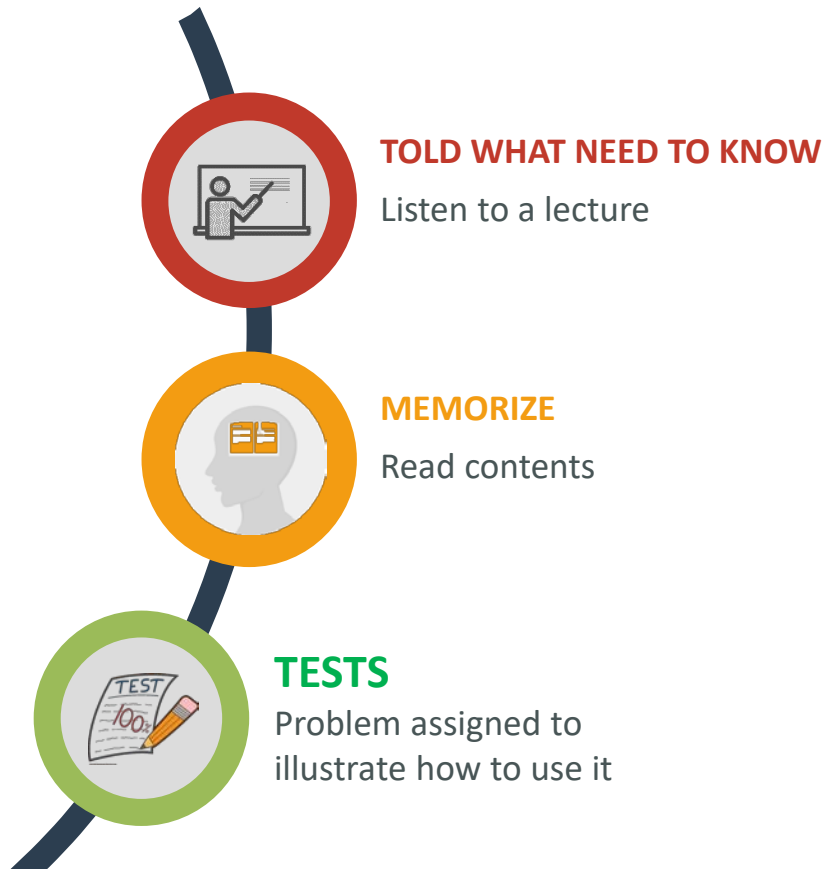 TOLD WHAT NEED TO KNOW
Listen to a lecture
MEMORIZE
Read contents
TEST
100%
TESTS
Problem assigned to
illustrate how to use it